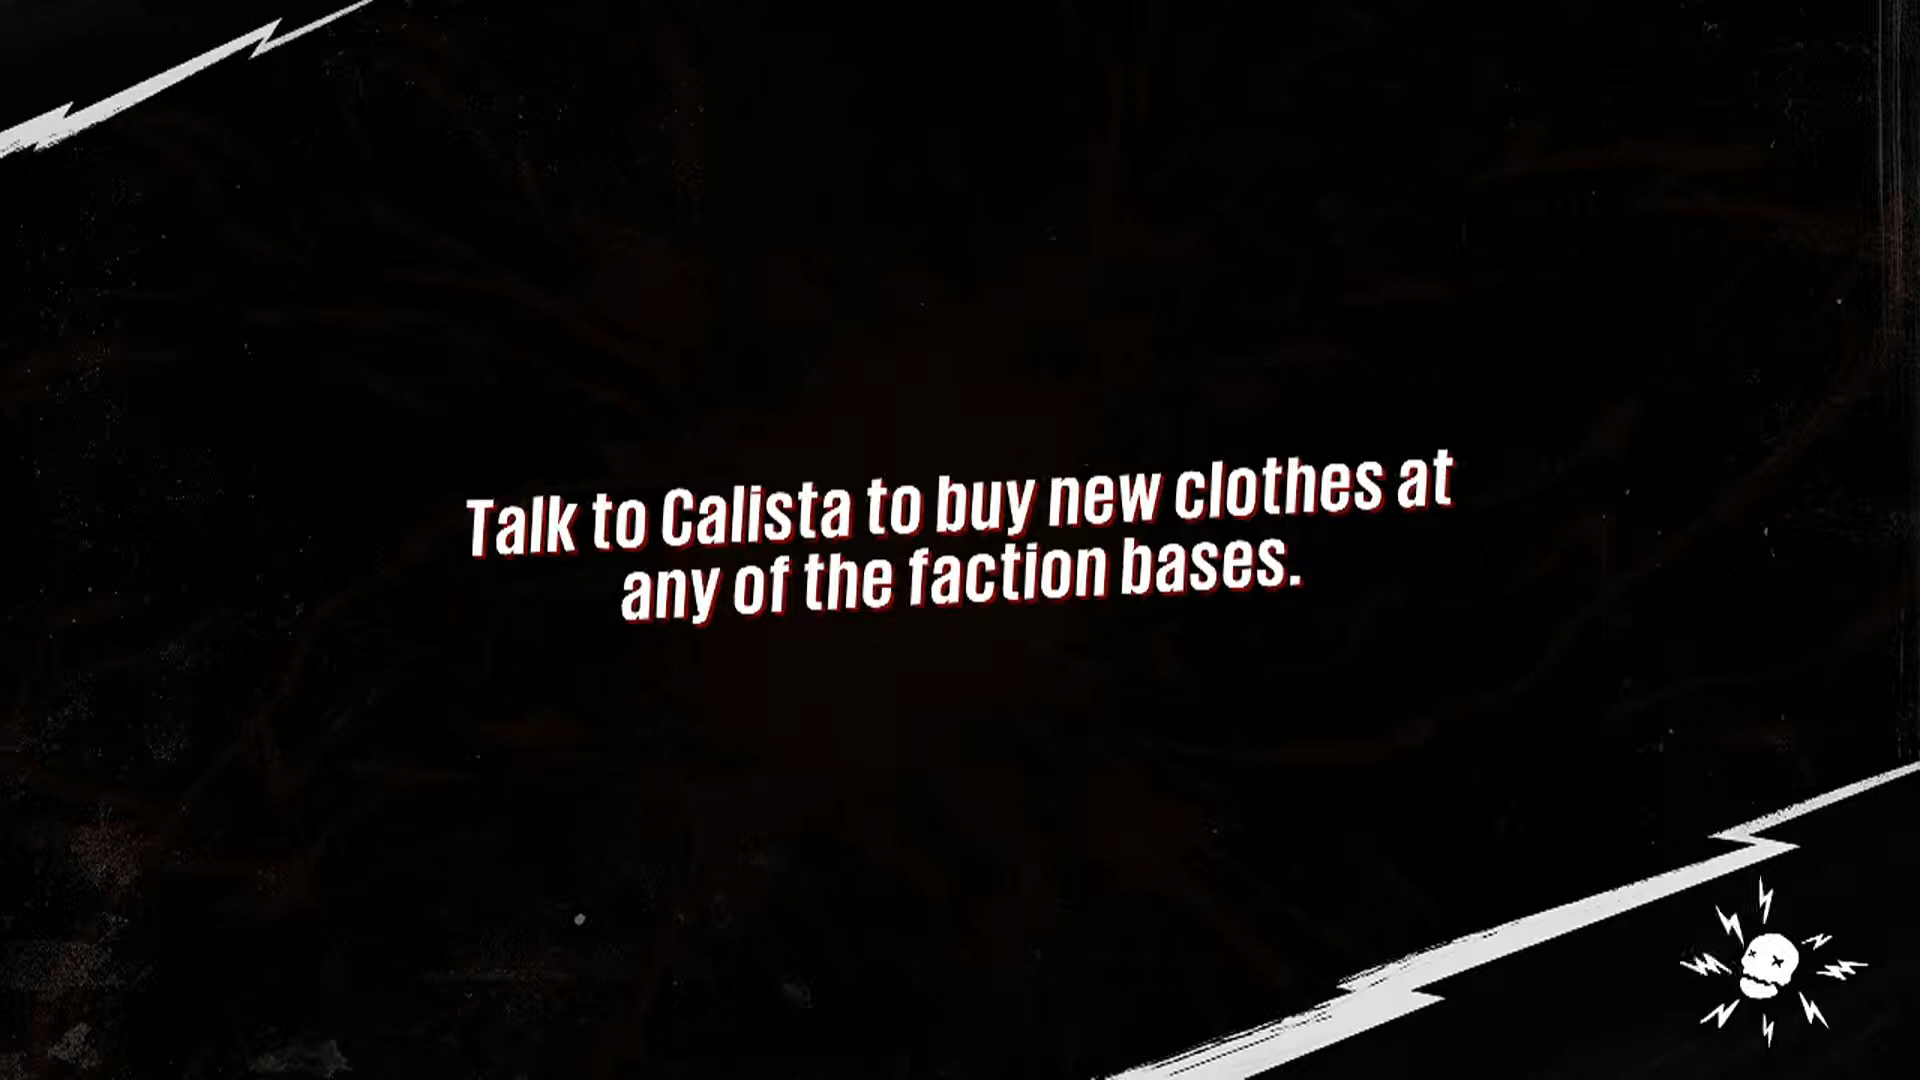 Talk to Calista to buy new clothes at
any of the faction bases.